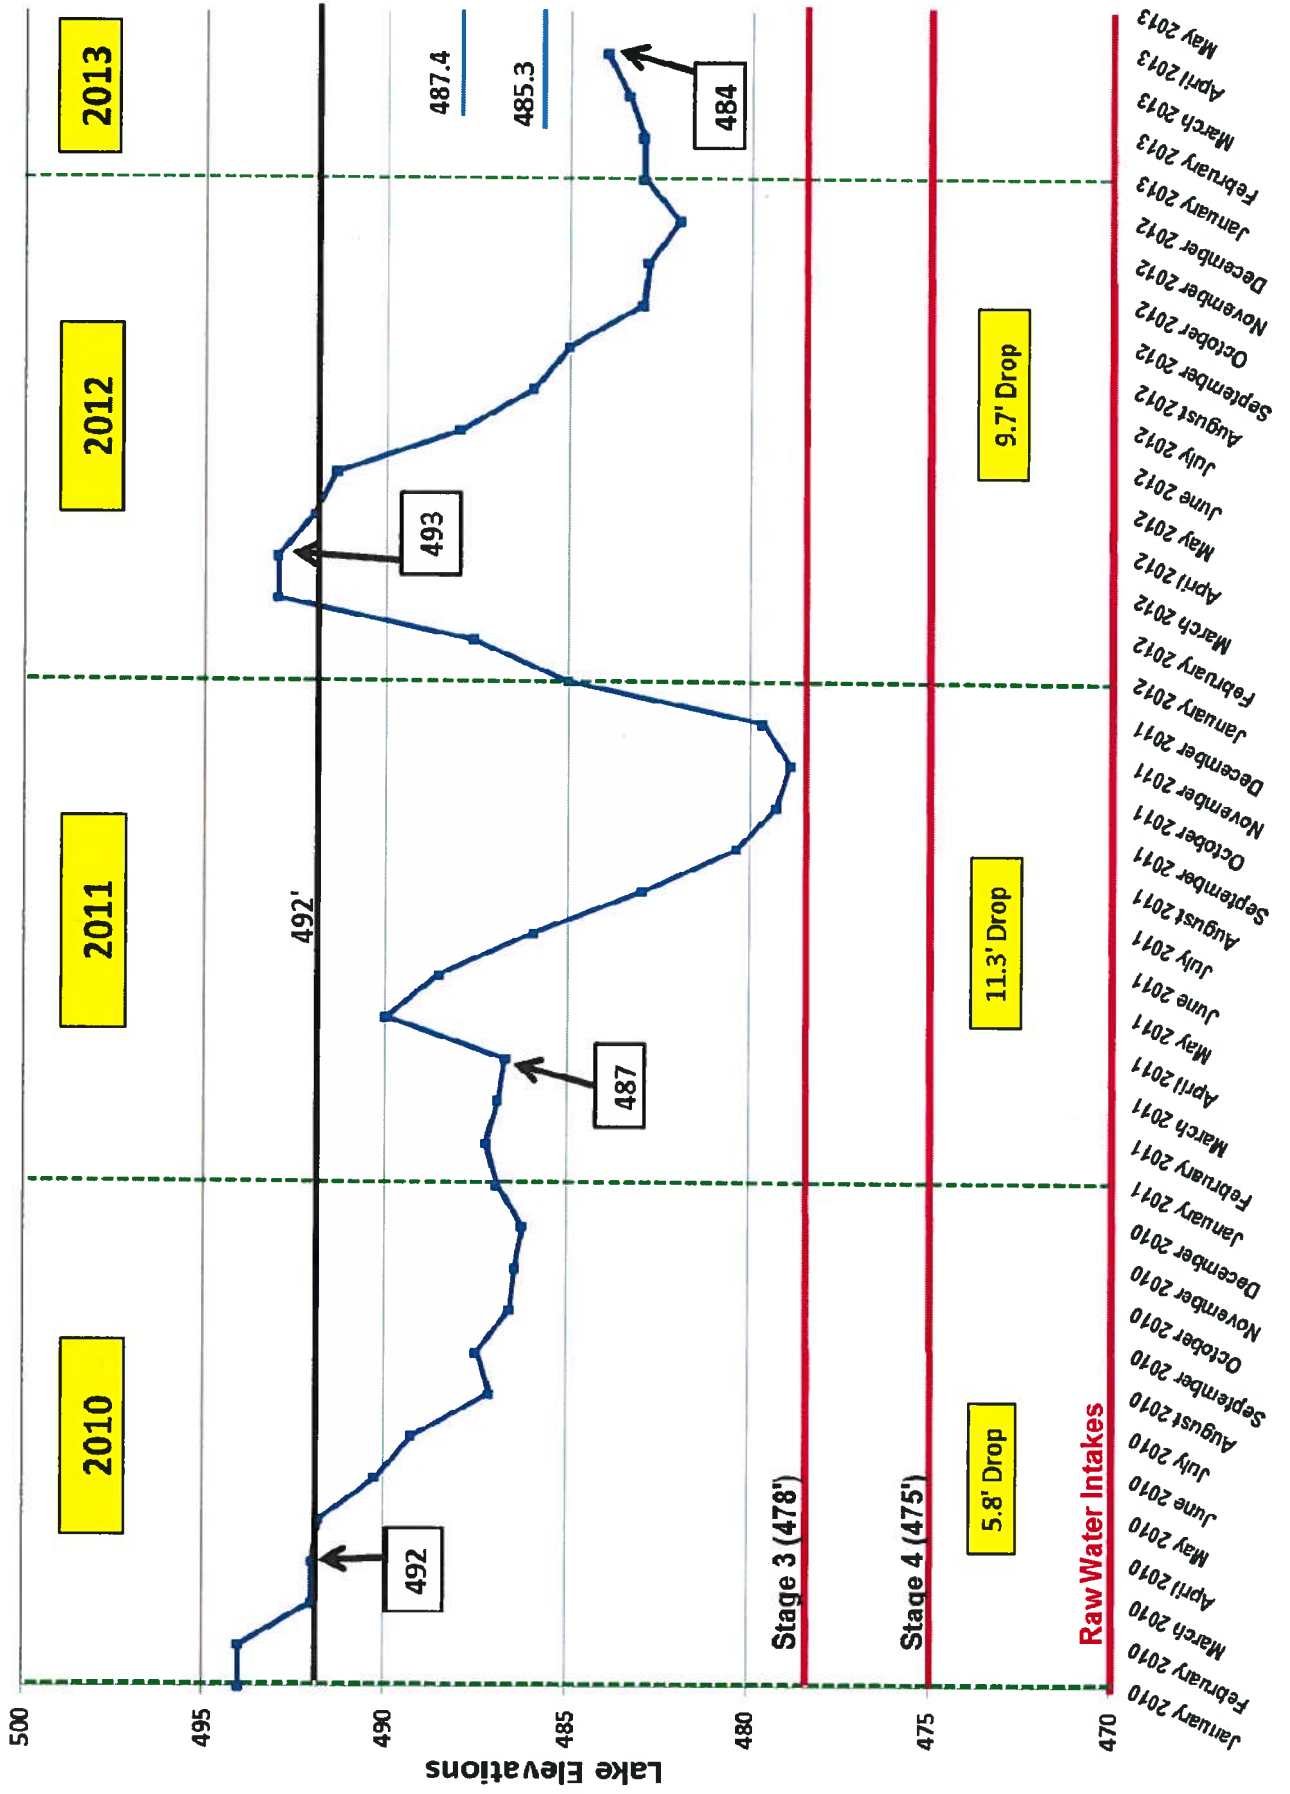 2010
2011
2012
2013
500
495
490
485
480
475
470
Lake Elevations
492'
487.4
485.3
492
487
493
484
Stage 3 (478')
Stage 4 (475')
Raw Water Intakes
5.8' Drop
11.3' Drop
9.7' Drop
January 2010
February 2010
March 2010
April 2010
May 2010
June 2010
July 2010
August 2010
September 2010
October 2010
November 2010
December 2010
January 2011
February 2011
March 2011
April 2011
May 2011
June 2011
July 2011
August 2011
September 2011
October 2011
November 2011
December 2011
January 2012
February 2012
March 2012
April 2012
May 2012
June 2012
July 2012
August 2012
September 2012
October 2012
November 2012
December 2012
January 2013
February 2013
March 2013
April 2013
May 2013